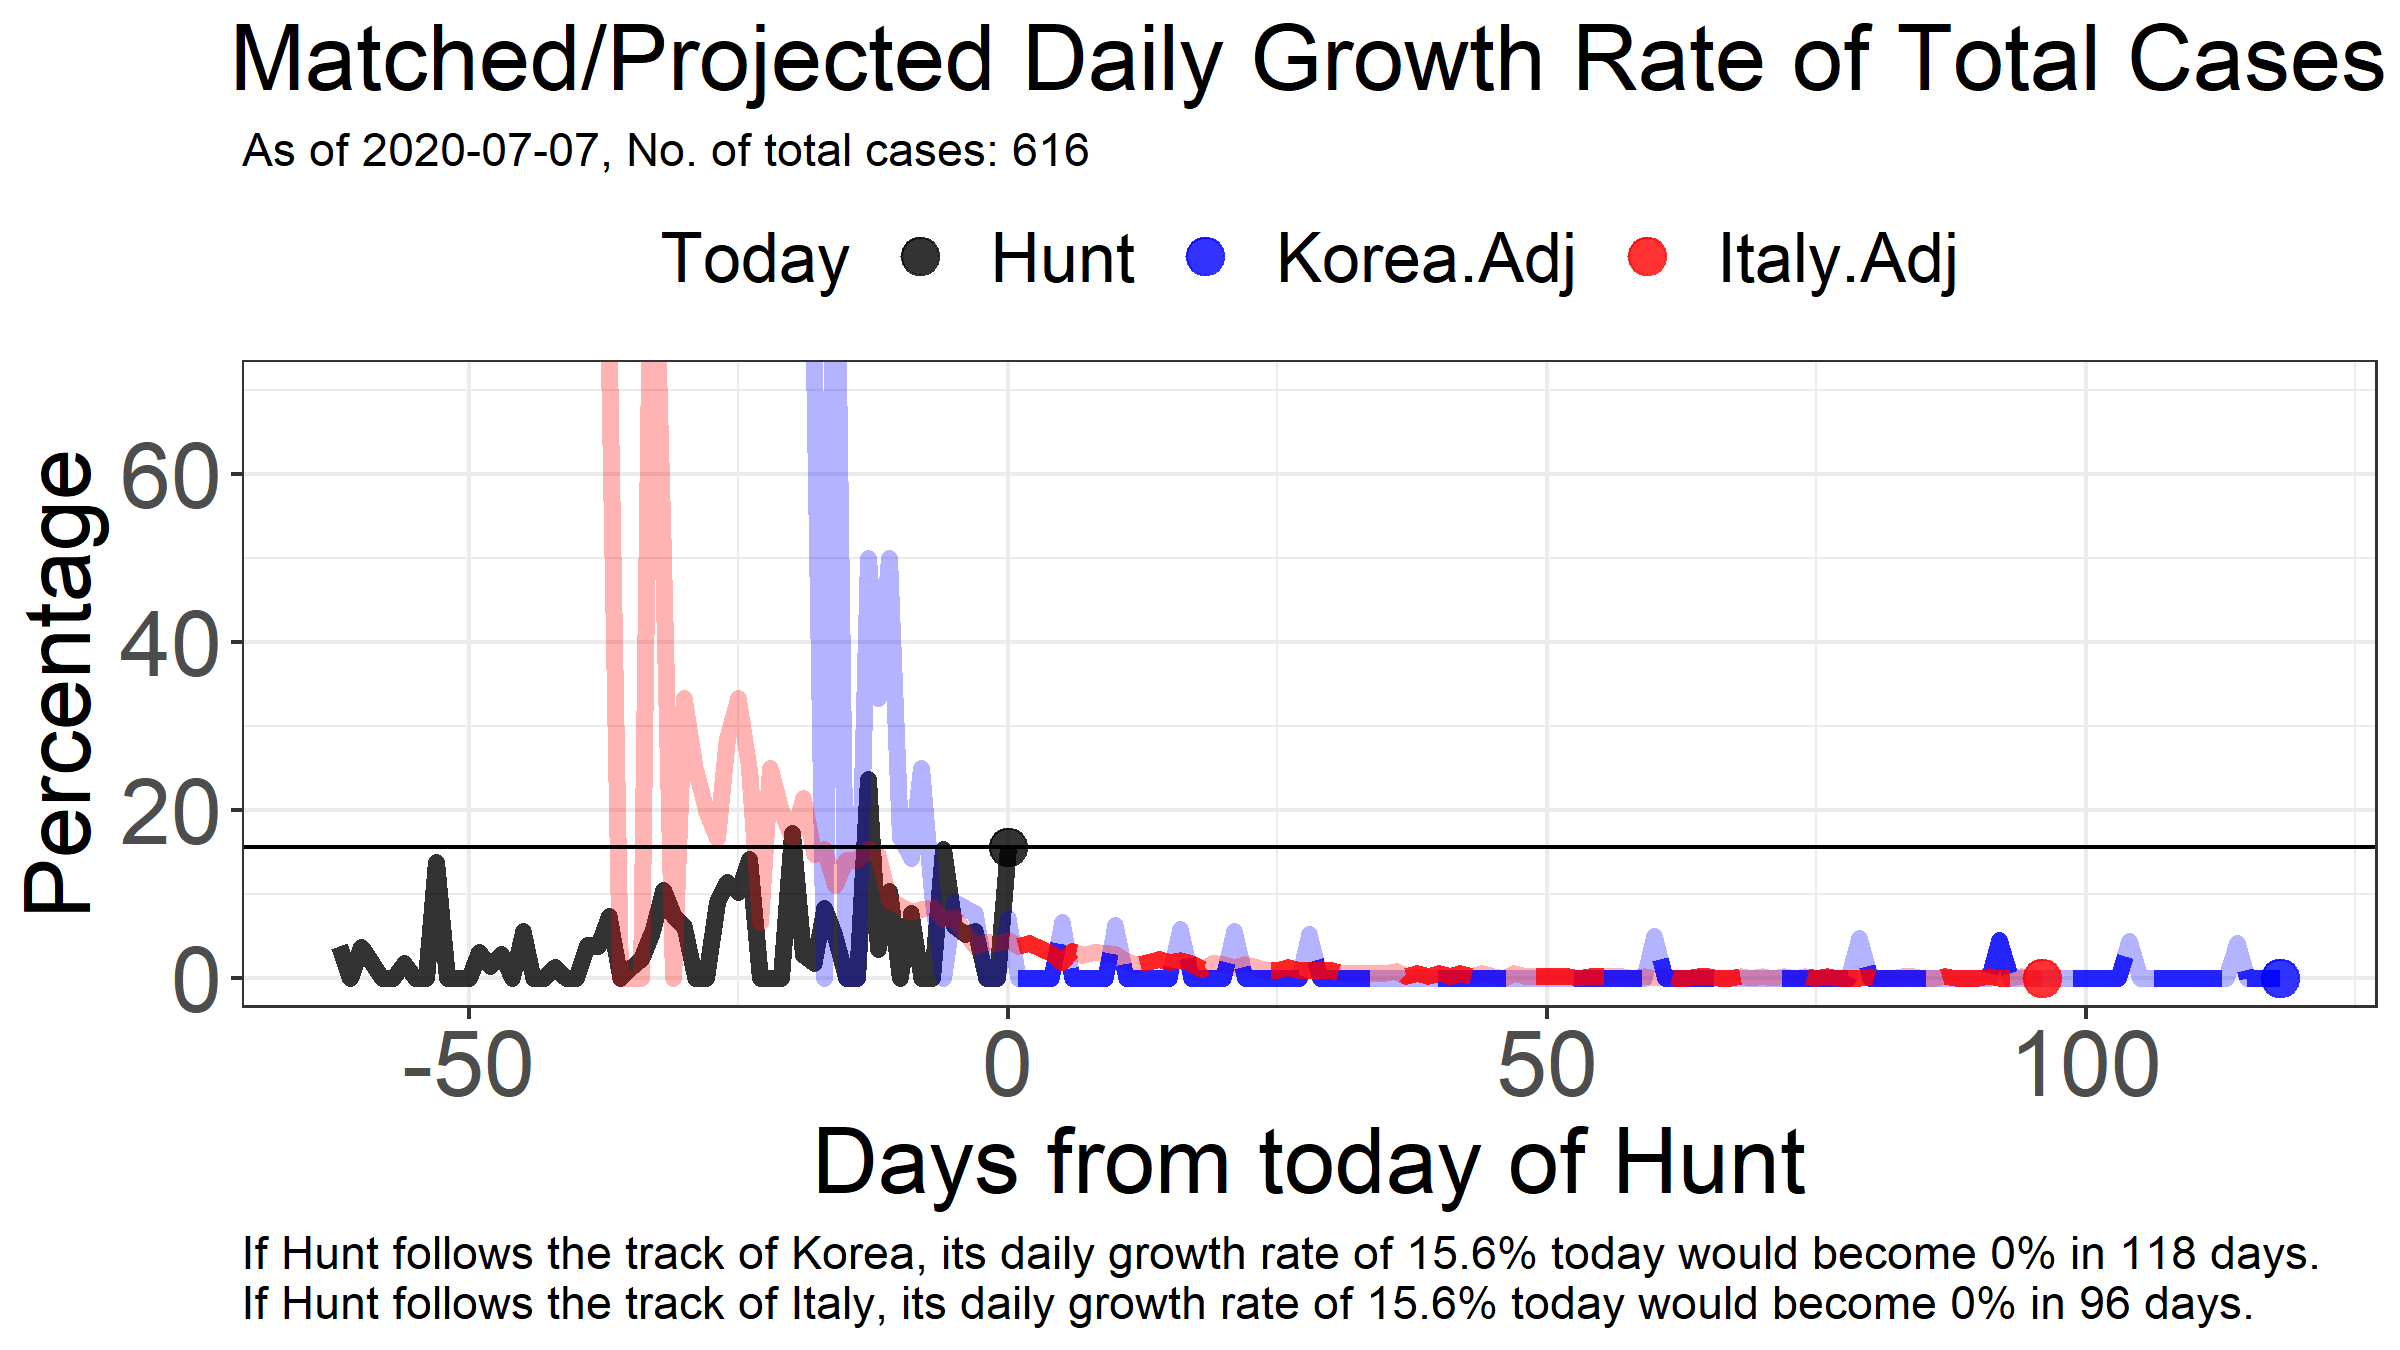 Matched/Projected Daily Growth Rate of Total Cases
As of 2020-07-07, No. of total cases: 616
Today Hunt Korea.Adj Italy.Adj
Percentage
60
40
20
0
-50 0 50 100
Days from today of Hunt
If Hunt follows the track of Korea, its daily growth rate of 15.6% today would become 0% in 118 days.
If Hunt follows the track of Italy, its daily growth rate of 15.6% today would become 0% in 96 days.